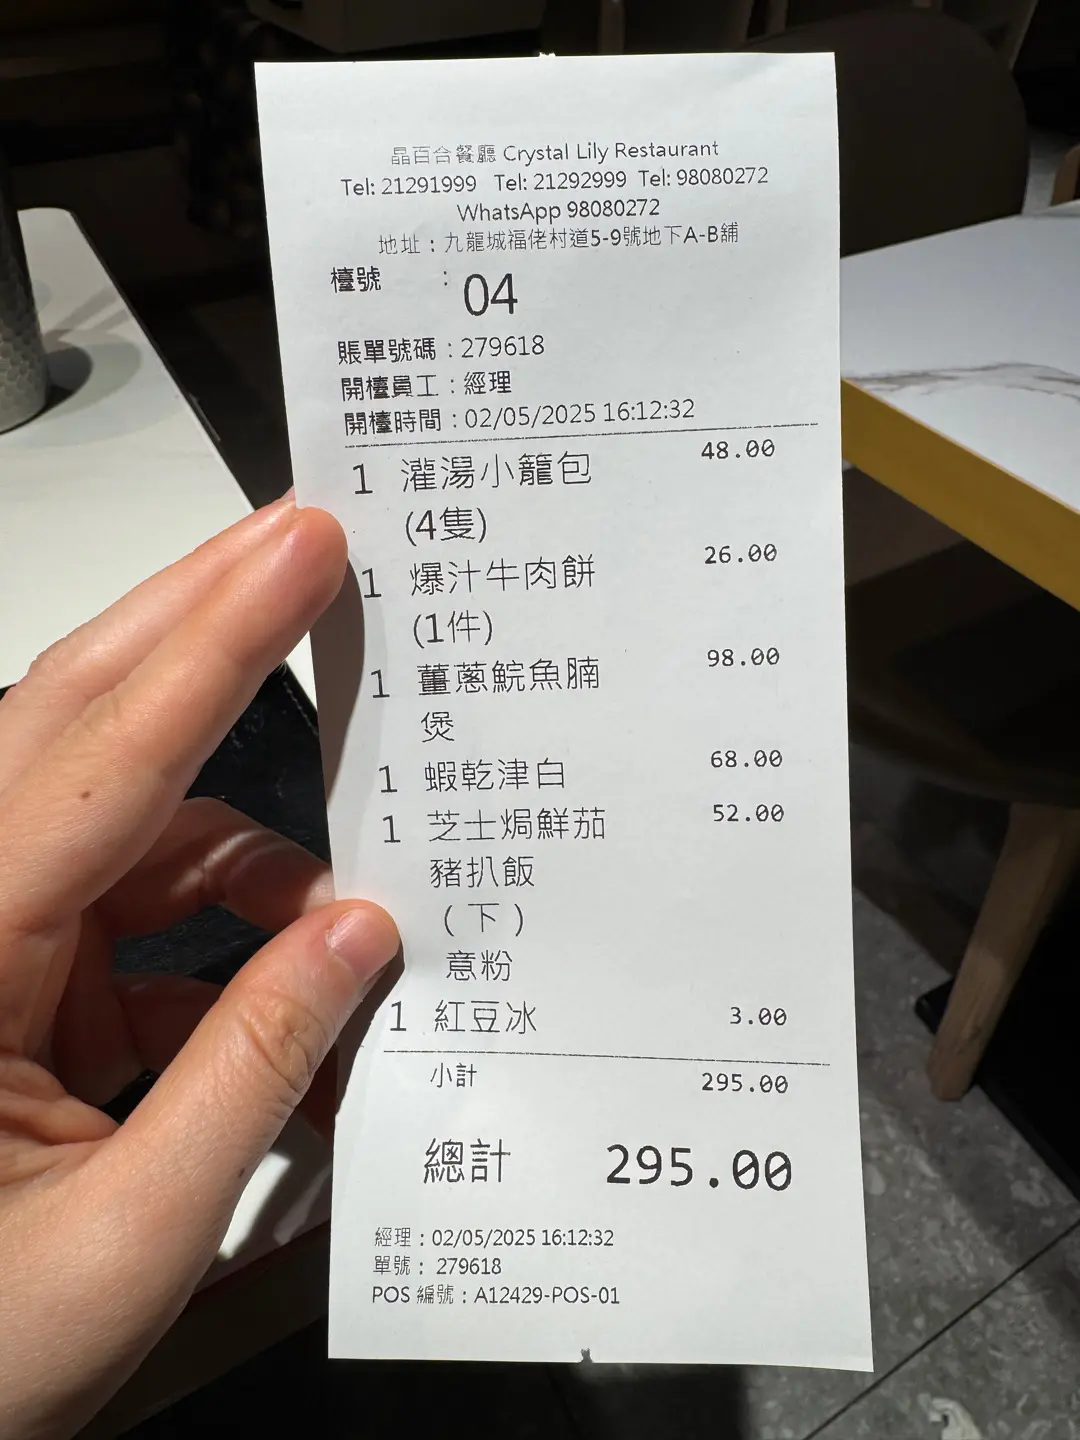 晶百合餐廳 Crystal Lily Restaurant
Tel: 21291999 Tel: 21292999 Tel: 98080272
WhatsApp 98080272
地址：九龍城福佬村道5-9號地下A-B舖
檯號 : 04
賬單號碼：279618
開檯員工：經理
開檯時間：02/05/2025 16:12:32
1 灌湯小籠包 48.00
(4隻)
1 爆汁牛肉餅 26.00
(1件)
1 薑蔥鯇魚腩 98.00
煲
1 蝦乾津白 68.00
1 芝士焗鮮茄 52.00
豬扒飯
(下)
意粉
1 紅豆冰 3.00
小計 295.00
總計 295.00
經理：02/05/2025 16:12:32
單號：279618
POS 編號：A12429-POS-01